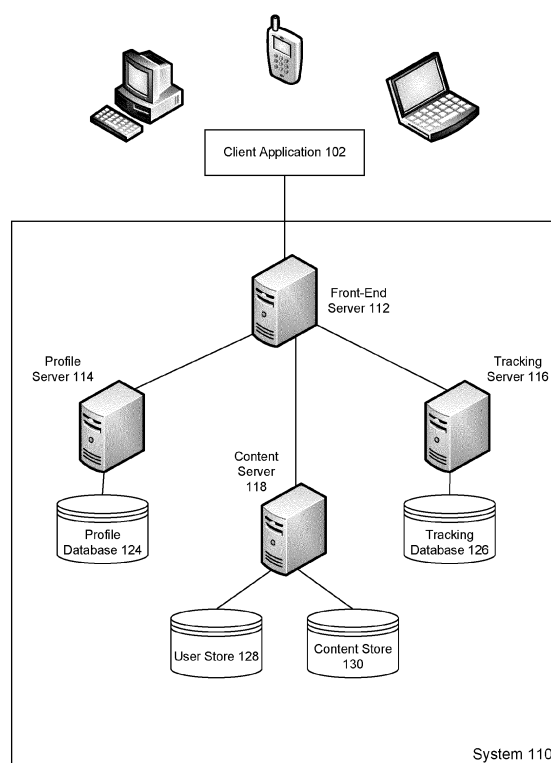 Client Application 102
Front-End
Server 112
Profile
Server 114
Tracking
Server 116
Content
Server
118
Profile
Database 124
Tracking
Database 126
User Store 128
Content Store
130
System 110